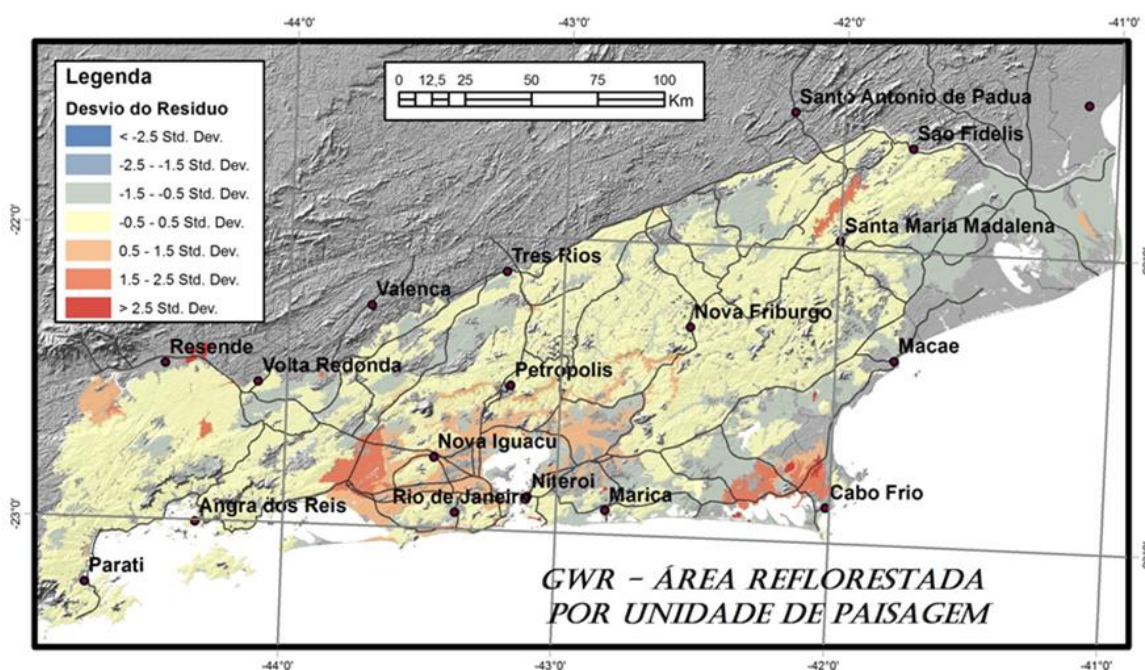 -44°0'
-43°0'
-42°0'
-41°0'
Legenda
Desvio do Residuo
< -2.5 Std. Dev.
-2.5 - -1.5 Std. Dev.
-1.5 - -0.5 Std. Dev.
-0.5 - 0.5 Std. Dev.
0.5 - 1.5 Std. Dev.
1.5 - 2.5 Std. Dev.
> 2.5 Std. Dev.
0 12,5 25 50 75 100
Km
Santo Antonio de Padua
Sao Fidelis
-22°0'
Santa Maria Madalena
Tres Rios
Valenca
Nova Friburgo
Resende
Macae
Volta Redonda
Petropolis
Nova Iguacu
Niteroi
Rio de Janeiro
Marica
Cabo Frio
-23°0'
Angra dos Reis
Parati
GWR - ÁREA REFLORESTADA
POR UNIDADE DE PAISAGEM
-44°0'
-43°0'
-42°0'
-41°0'